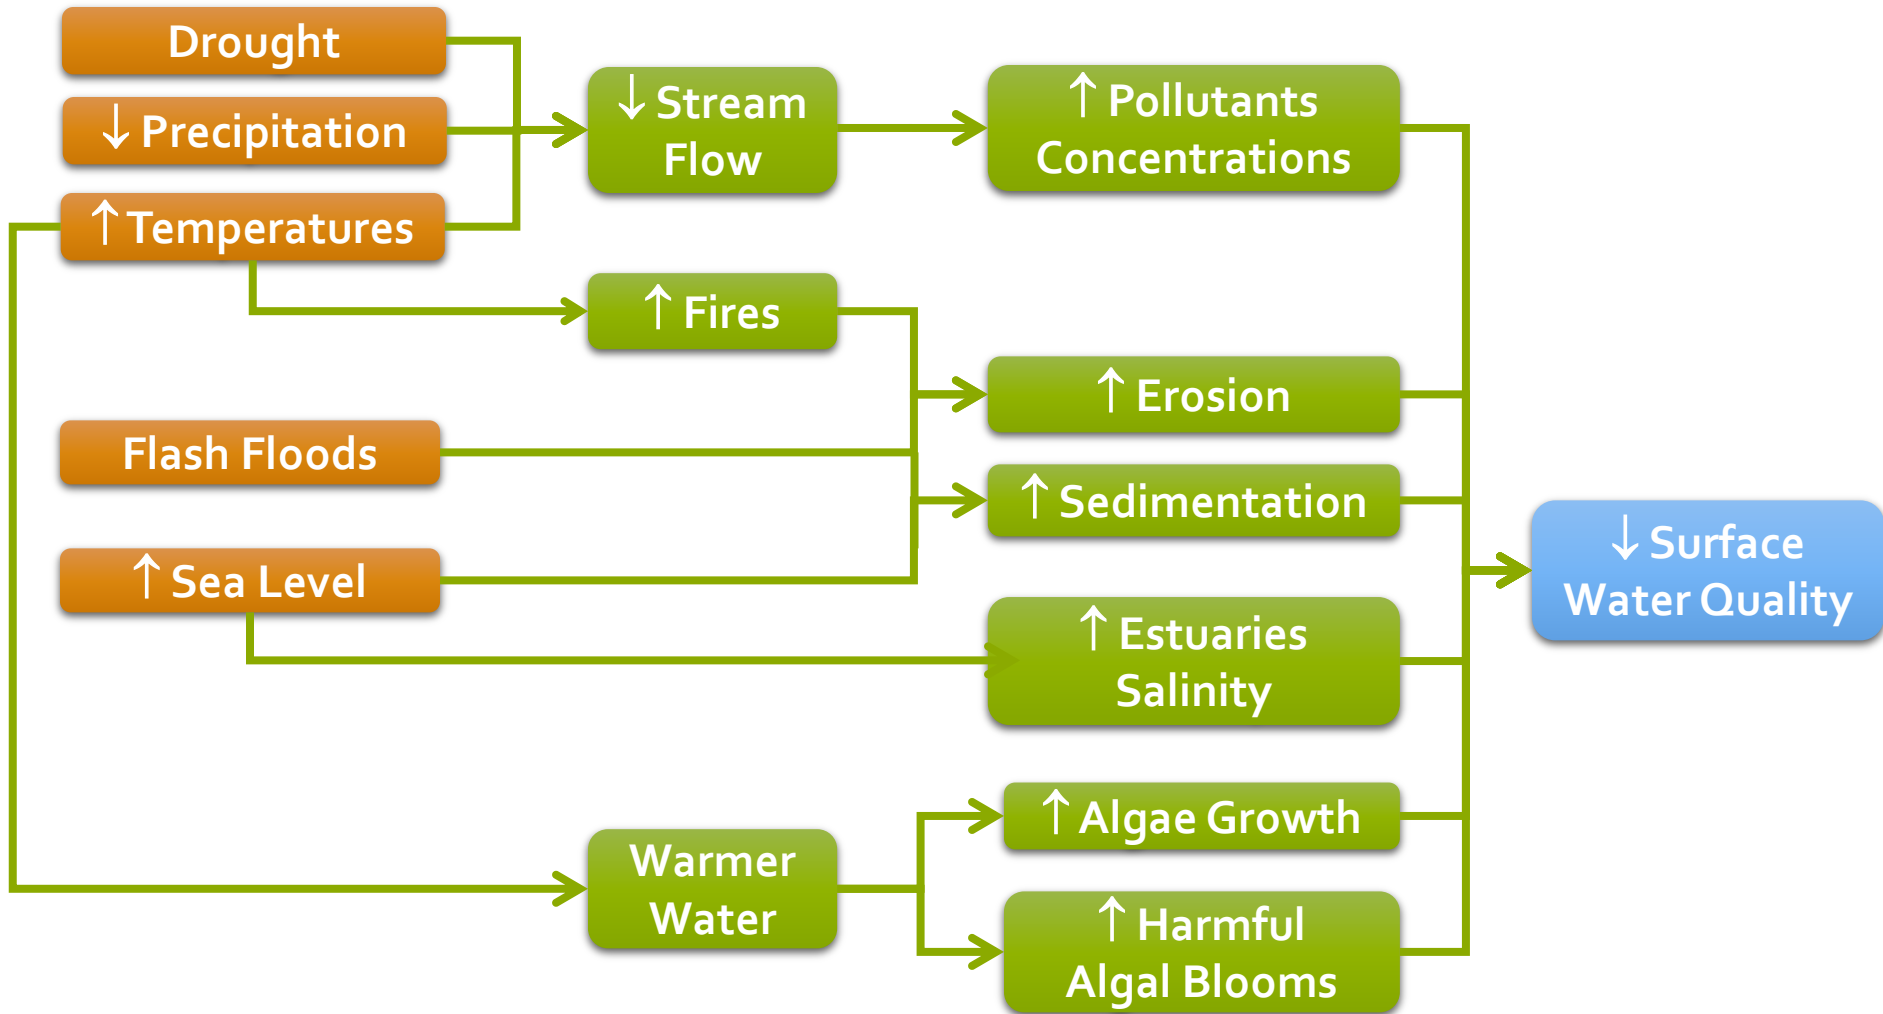 Drought
↓ Precipitation
↑ Temperatures
↓ Stream
Flow
↑ Pollutants
Concentrations
↑ Fires
↑ Erosion
Flash Floods
↑ Sedimentation
↑ Sea Level
↑ Estuaries
Salinity
↓ Surface
Water Quality
↑ Algae Growth
Warmer
Water
↑ Harmful
Algal Blooms